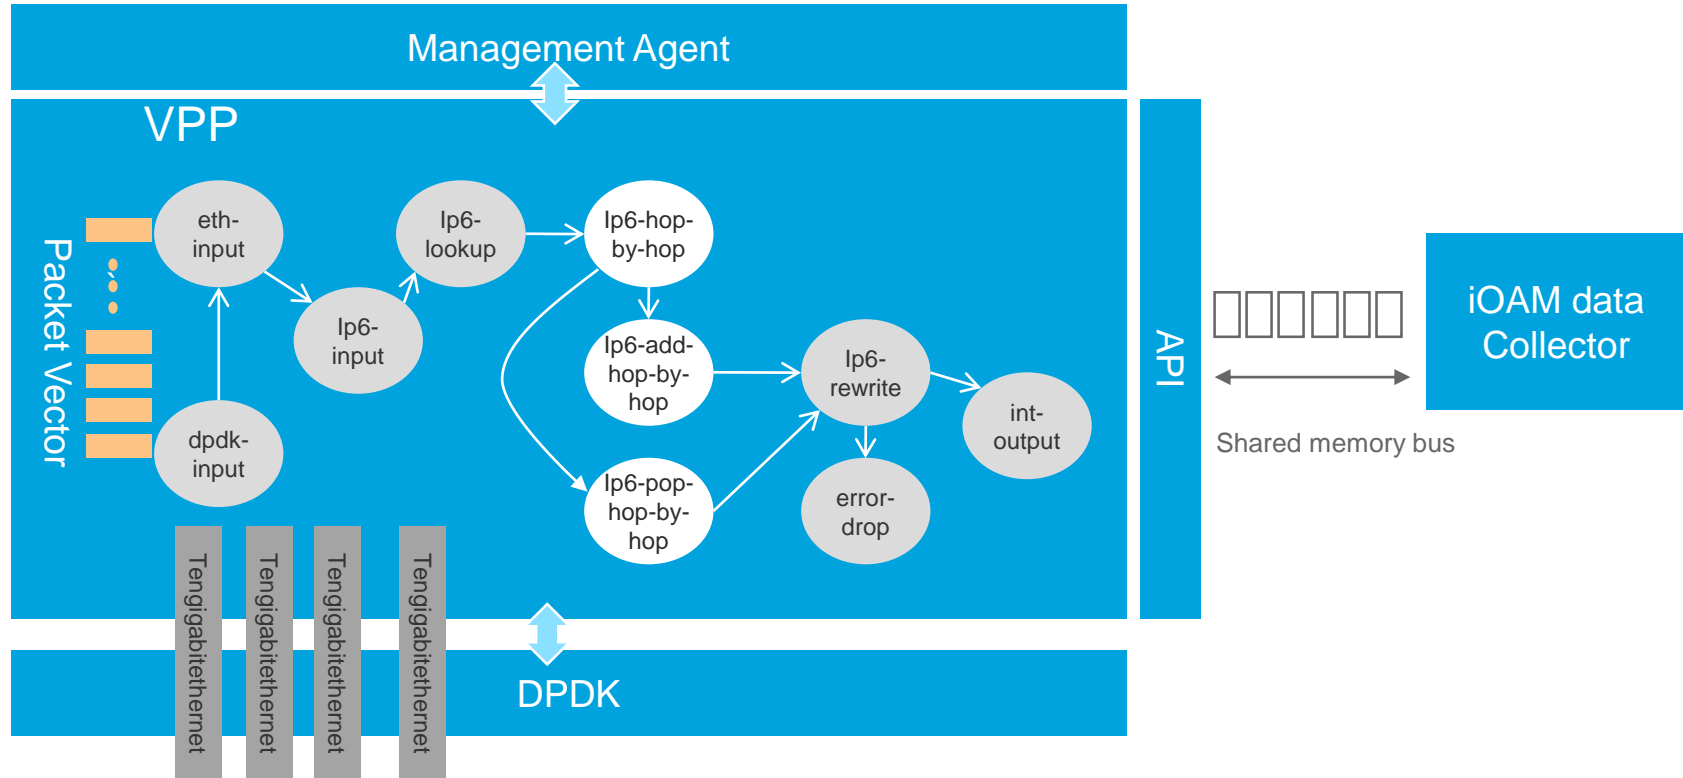 Management Agent
VPP
Packet Vector
eth-
input
Ip6-
lookup
Ip6-hop-
by-hop
Ip6-
input
Ip6-add-
hop-by-
hop
Ip6-
rewrite
int-
output
dpdk-
input
Ip6-pop-
hop-by-
hop
error-
drop
API
iOAM data
Collector
Shared memory bus
Tengigabitethernet
Tengigabitethernet
Tengigabitethernet
Tengigabitethernet
DPDK